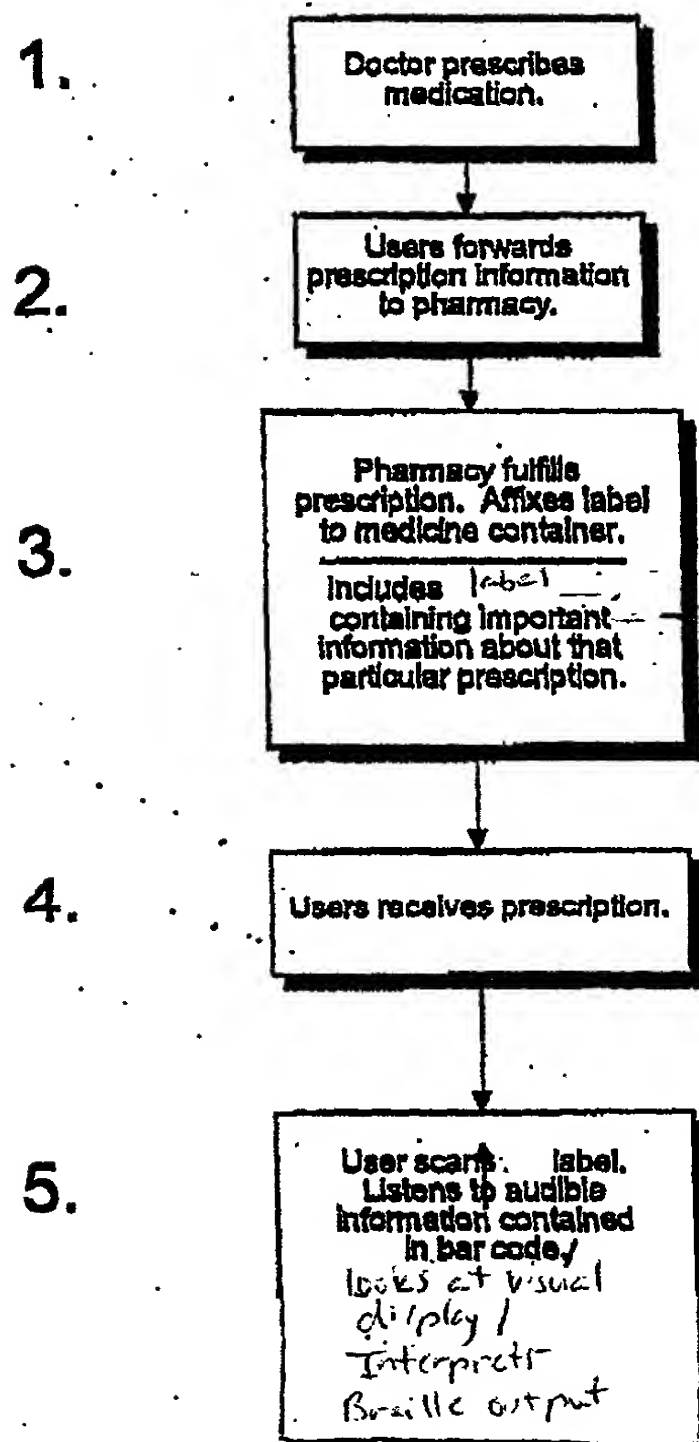 1.
Doctor prescribes
medication.
2.
Users forwards
prescription information
to pharmacy.
3.
Pharmacy fulfills
prescription. Affixes label
to medicine container.
Includes label
containing important
information about that
particular prescription.
4.
Users receives prescription.
5.
User scans label.
Listens to audible
information contained
in bar code/
looks at visual
display /
Interprets
Braille output